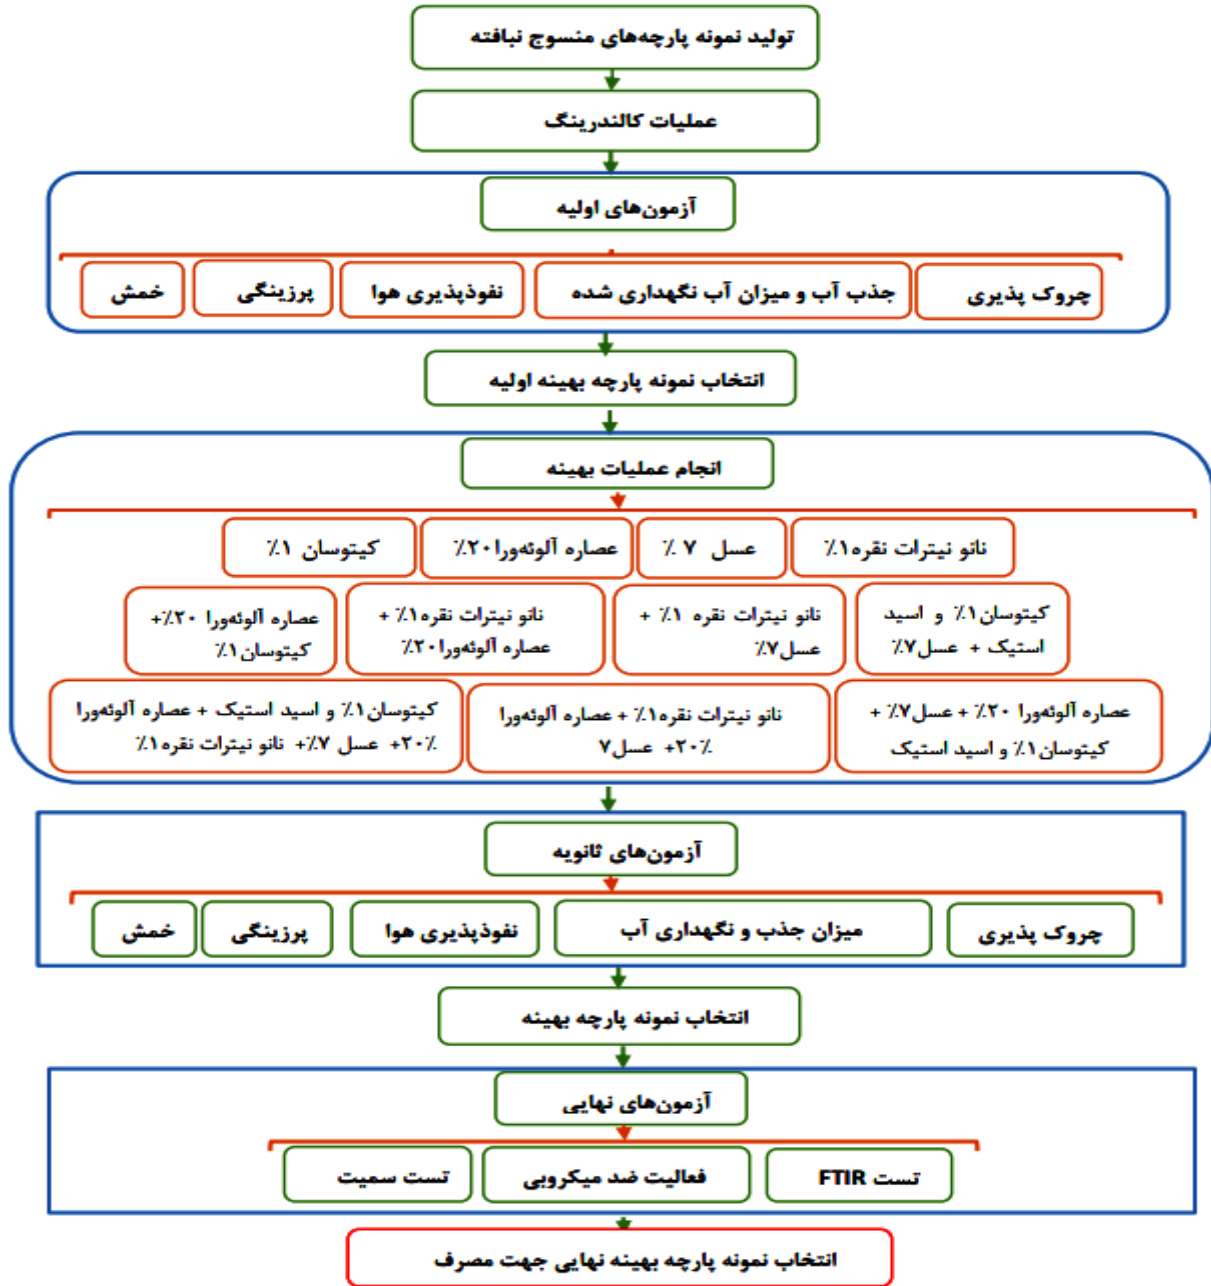 تولید نمونه پارچه‌های منسوج نبافته
عملیات کالندرینگ
آزمون‌های اولیه
چروک پذیری
جذب آب و میزان آب نگهداری شده
نفوذپذیری هوا
پرزینگی
خمش
انتخاب نمونه پارچه بهینه اولیه
انجام عملیات بهینه
نانو نیترات نقره۱٪
عسل ۷ ٪
عصاره آلوئه‌ورا۲۰٪
کیتوسان ۱٪
کیتوسان۱٪ و اسید
استیک + عسل۷٪
نانو نیترات نقره ۱٪ +
عسل۷٪
نانو نیترات نقره۱٪ +
عصاره آلوئه‌ورا۲۰٪
عصاره آلوئه‌ورا ۲۰٪+
کیتوسان۱٪
عصاره آلوئه‌ورا ۲۰٪ + عسل۷٪ +
کیتوسان۱٪ و اسید استیک
نانو نیترات نقره۱٪ + عصاره آلوئه‌ورا
۲۰٪+ عسل۷
کیتوسان۱٪ و اسید استیک + عصاره آلوئه‌ورا
۲۰٪+ عسل ۷٪+ نانو نیترات نقره۱٪
آزمون‌های ثانویه
چروک پذیری
میزان جذب و نگهداری آب
نفوذپذیری هوا
پرزینگی
خمش
انتخاب نمونه پارچه بهینه
آزمون‌های نهایی
تست FTIR
فعالیت ضد میکروبی
تست سمیت
انتخاب نمونه پارچه بهینه نهایی جهت مصرف